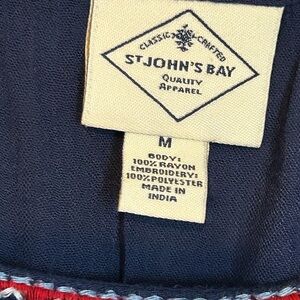 CLASSIC CRAFTED
ST JOHN'S BAY
QUALITY
APPAREL
M
BODY:
100% RAYON
EMBROIDERY:
100% POLYESTER
MADE IN
INDIA